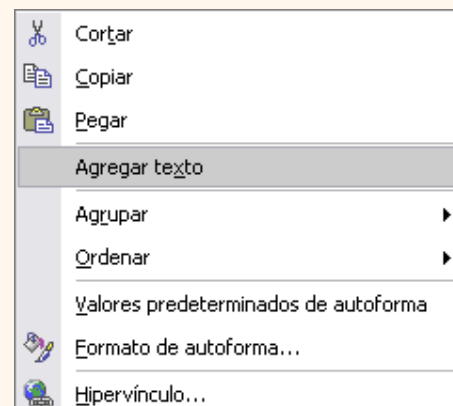 Cortar
Copiar
Pegar
Agregar texto
Agrupar
Ordenar
Valores predeterminados de autoforma
Formato de autoforma...
Hipervínculo...